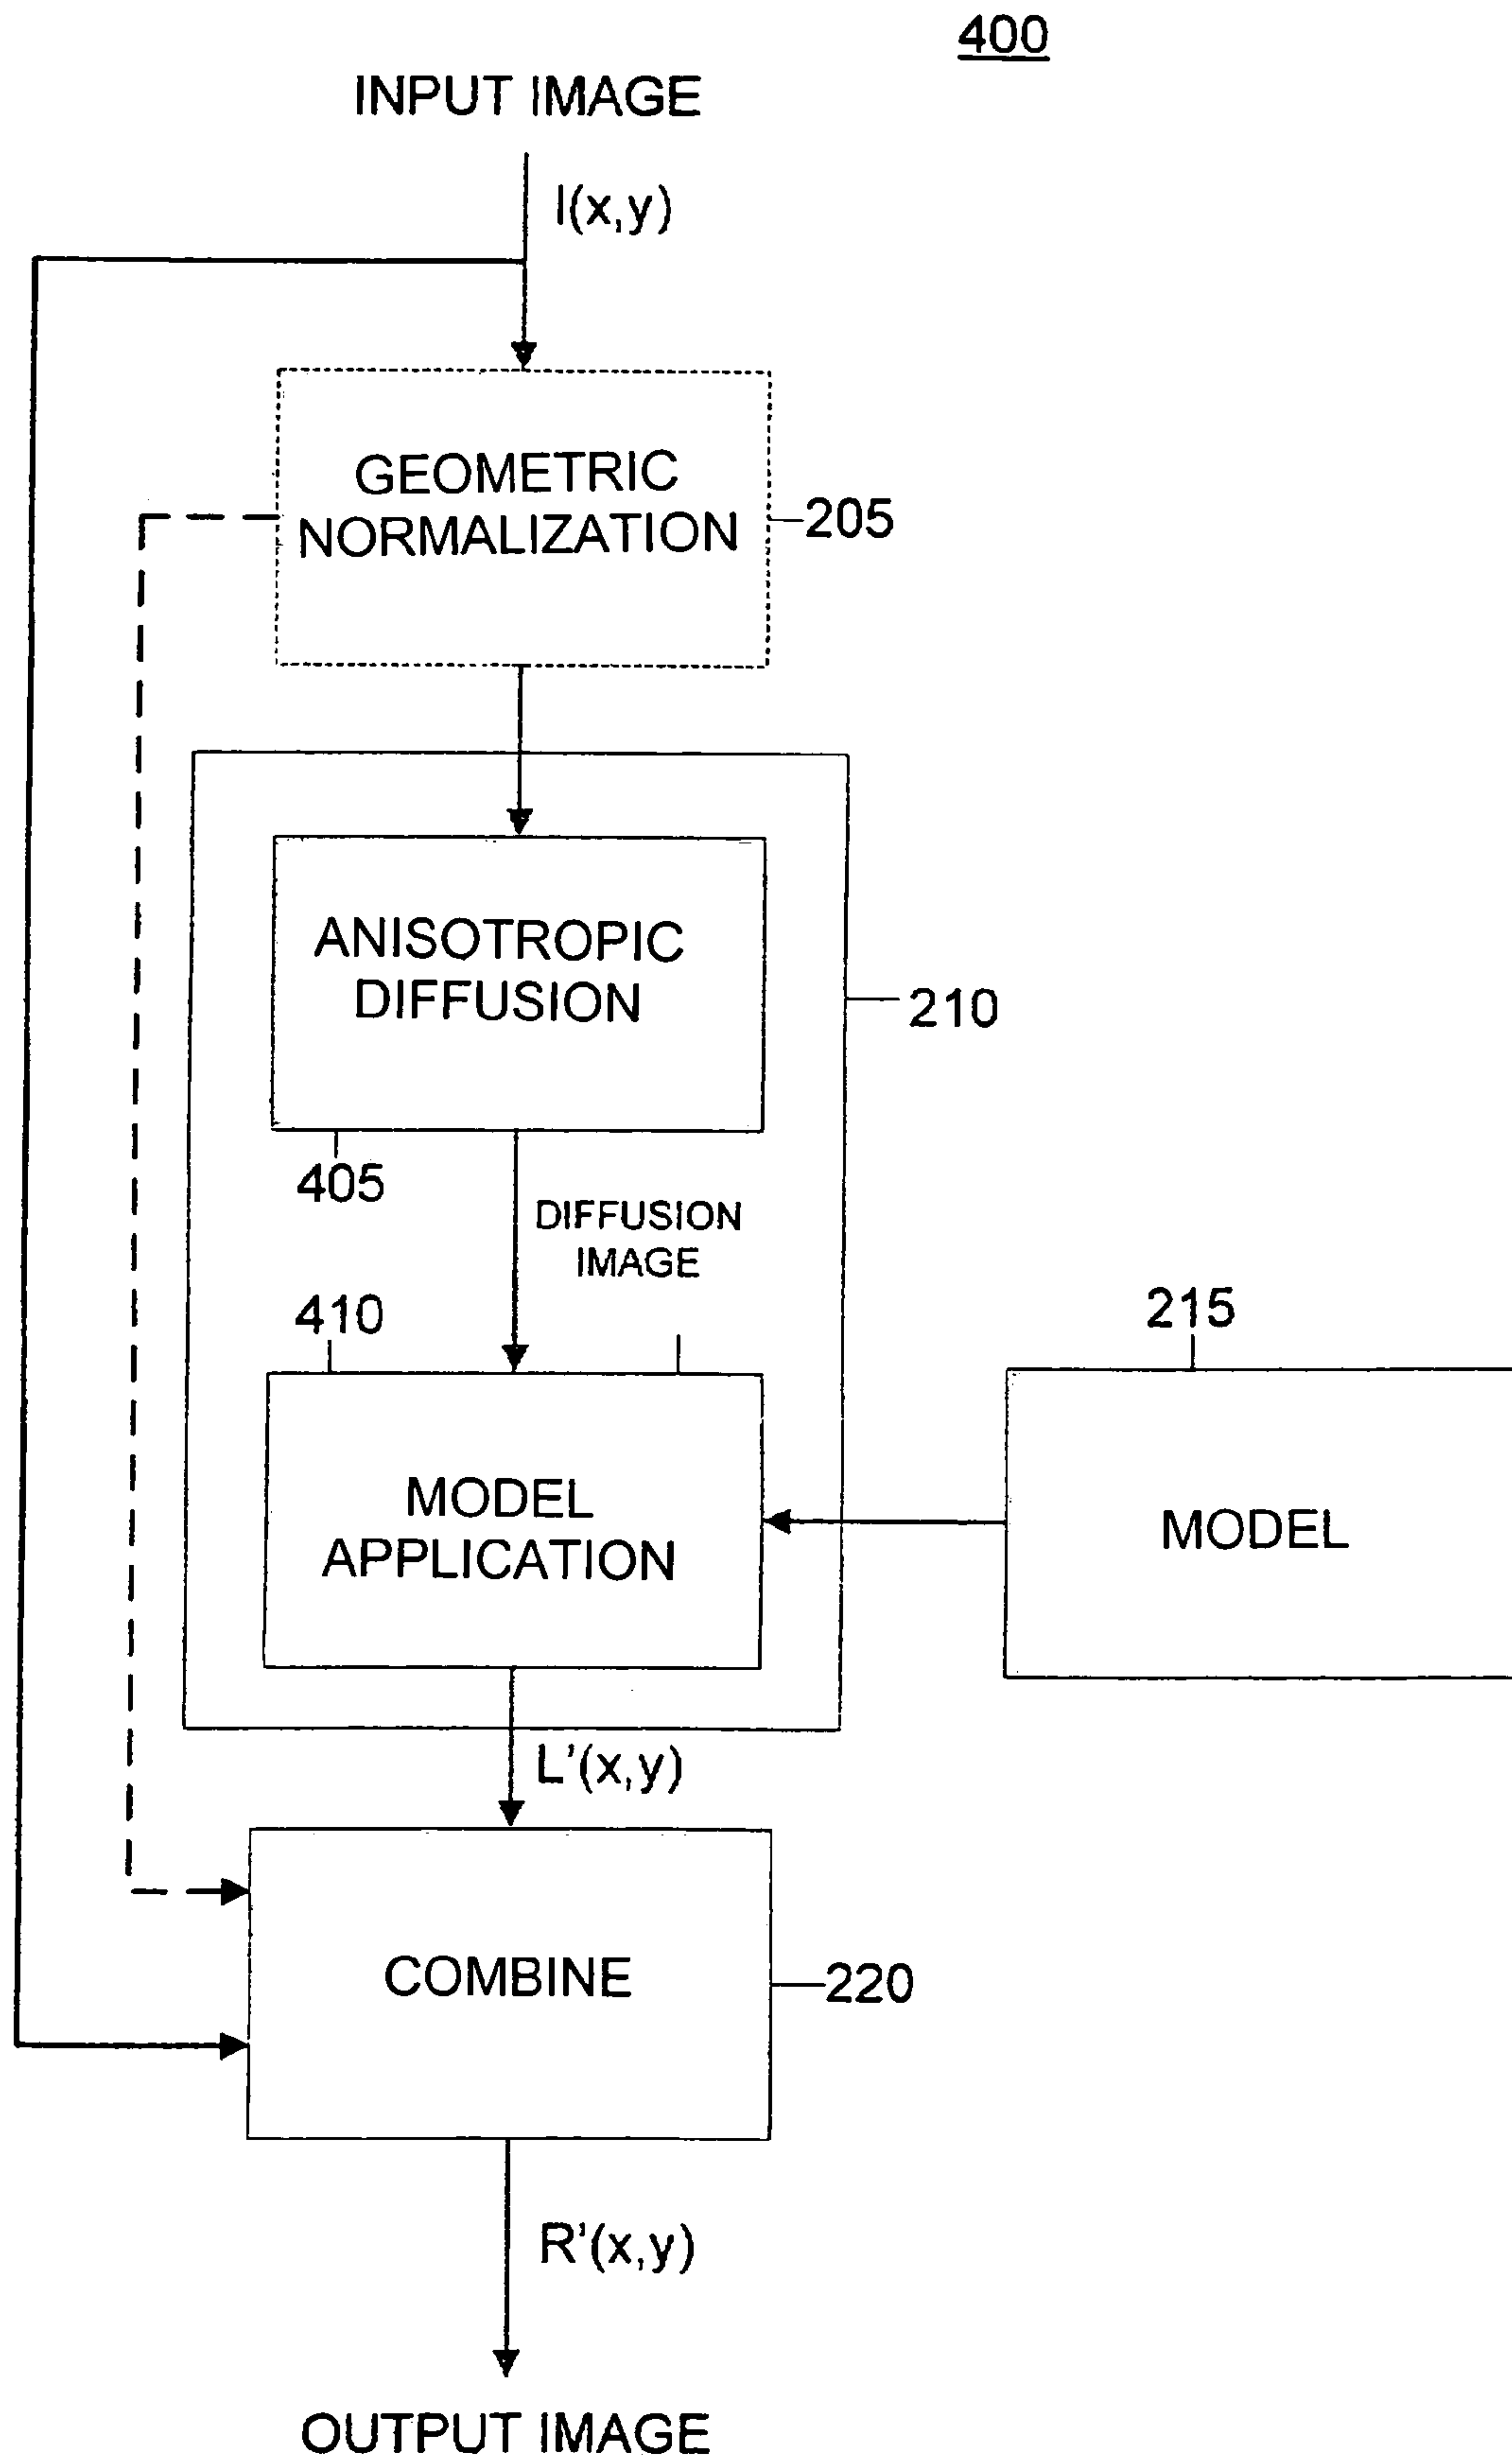 400
INPUT IMAGE
I(x,y)
GEOMETRIC
NORMALIZATION
205
ANISOTROPIC
DIFFUSION
210
405
DIFFUSION
IMAGE
410
215
MODEL
APPLICATION
MODEL
L'(x,y)
COMBINE
220
R'(x,y)
OUTPUT IMAGE